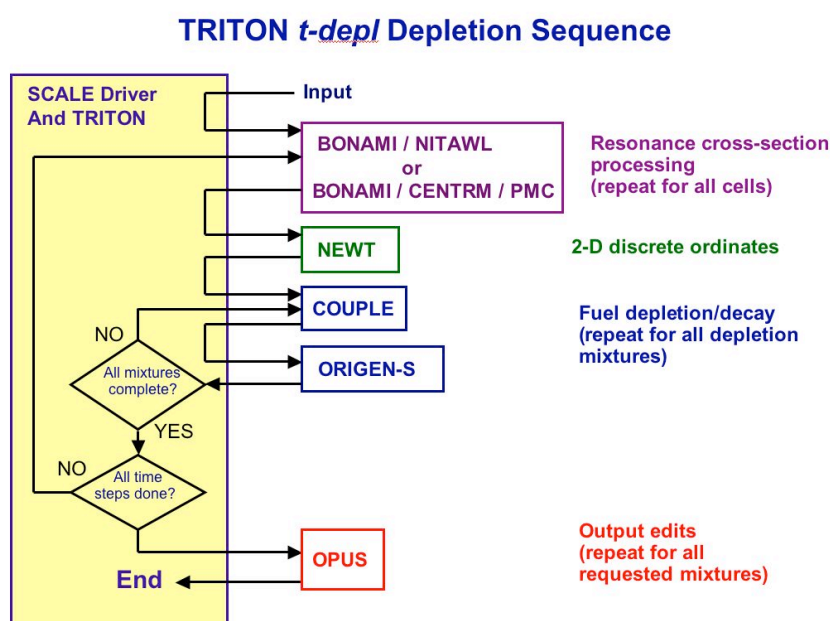 TRITON t-depl Depletion Sequence
SCALE Driver
And TRITON
Input
BONAMI / NITAWL
or
BONAMI / CENTRM / PMC
Resonance cross-section
processing
(repeat for all cells)
NEWT
2-D discrete ordinates
COUPLE
Fuel depletion/decay
(repeat for all depletion
mixtures)
NO
All mixtures
complete?
ORIGEN-S
YES
NO
All time
steps done?
OPUS
Output edits
(repeat for all
requested mixtures)
End